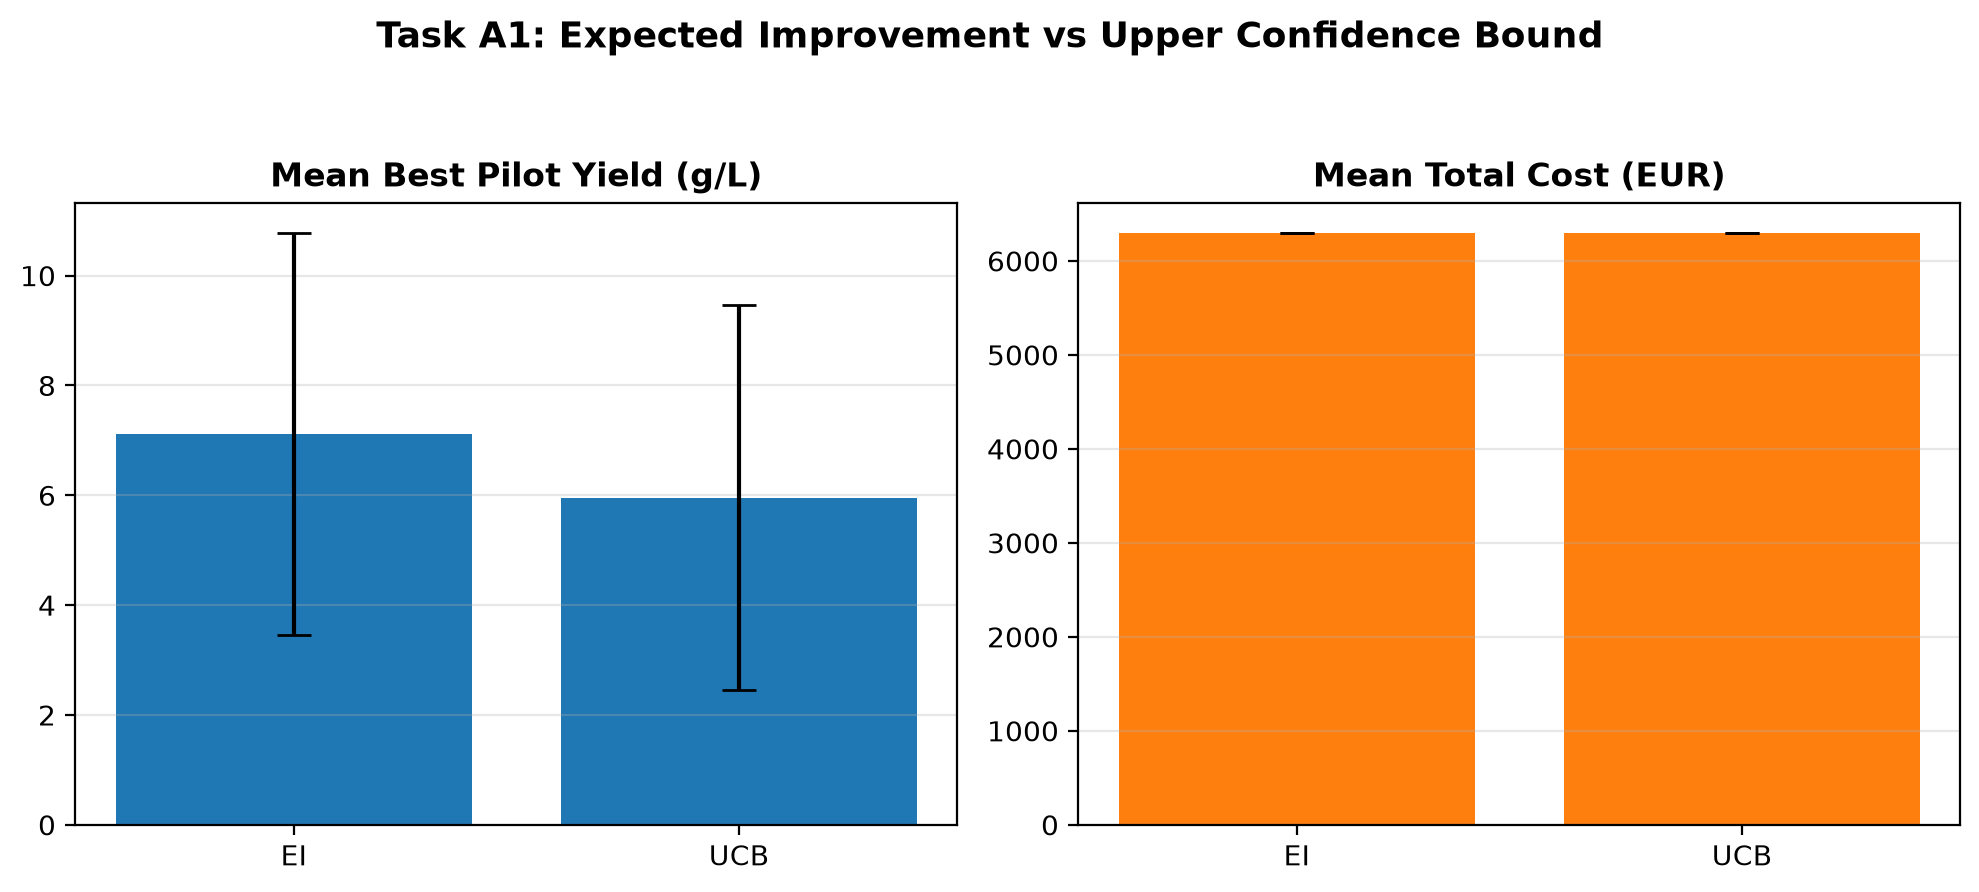 Task A1: Expected Improvement vs Upper Confidence Bound
Mean Best Pilot Yield (g/L)
10
8
6
4
2
0
EI
UCB
Mean Total Cost (EUR)
6000
5000
4000
3000
2000
1000
0
EI
UCB